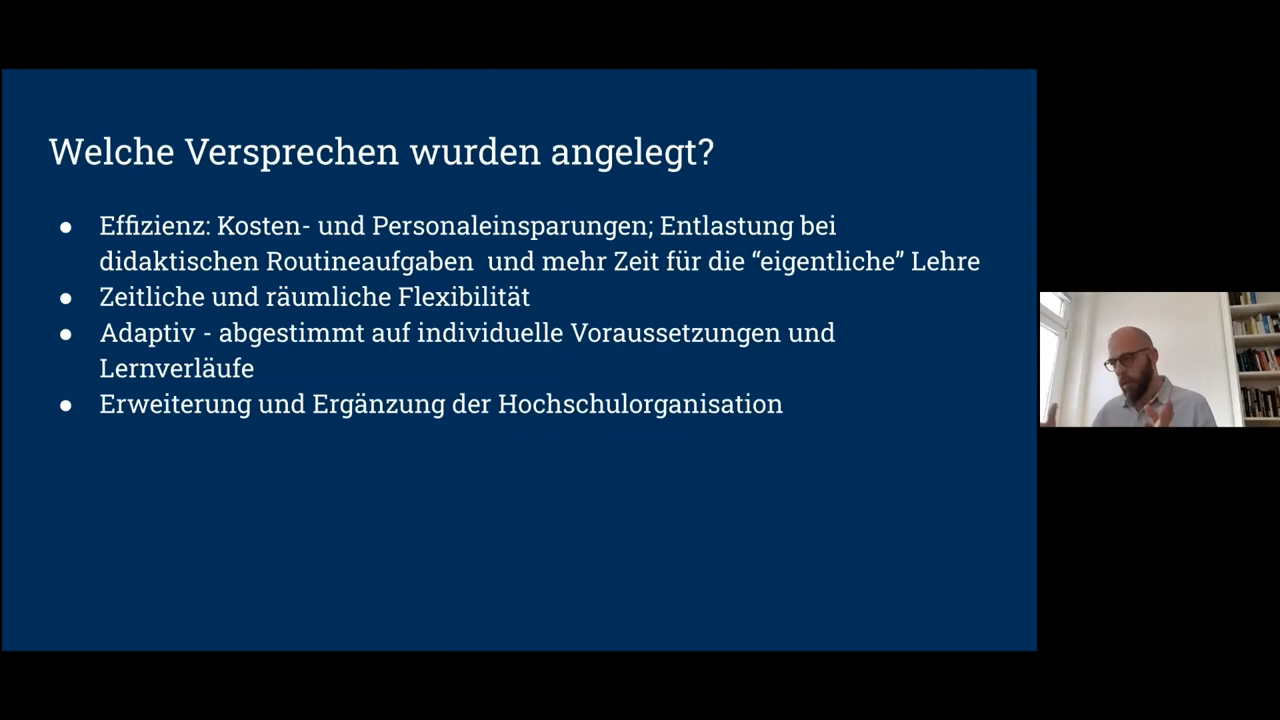 Welche Versprechen wurden angelegt?
● Effizienz: Kosten- und Personaleinsparungen; Entlastung bei
didaktischen Routineaufgaben  und mehr Zeit für die “eigentliche” Lehre
● Zeitliche und räumliche Flexibilität
● Adaptiv - abgestimmt auf individuelle Voraussetzungen und
Lernverläufe
● Erweiterung und Ergänzung der Hochschulorganisation